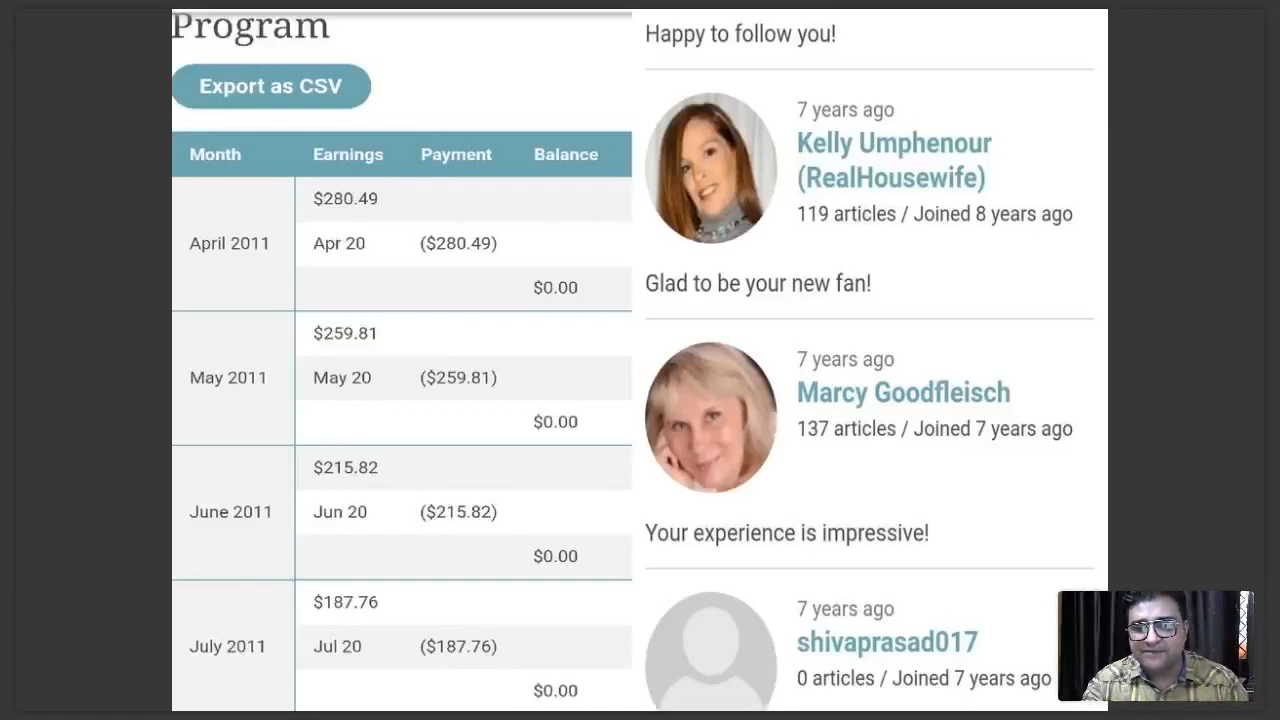 Program
Export as CSV
Month Earnings Payment Balance
$280.49
April 2011 Apr 20 ($280.49)
$0.00
$259.81
May 2011 May 20 ($259.81)
$0.00
$215.82
June 2011 Jun 20 ($215.82)
$0.00
$187.76
July 2011 Jul 20 ($187.76)
$0.00
Happy to follow you!
7 years ago
Kelly Umphenour
(RealHousewife)
119 articles / Joined 8 years ago
Glad to be your new fan!
7 years ago
Marcy Goodfleisch
137 articles / Joined 7 years ago
Your experience is impressive!
7 years ago
shivaprasad017
0 articles / Joined 7 years ago